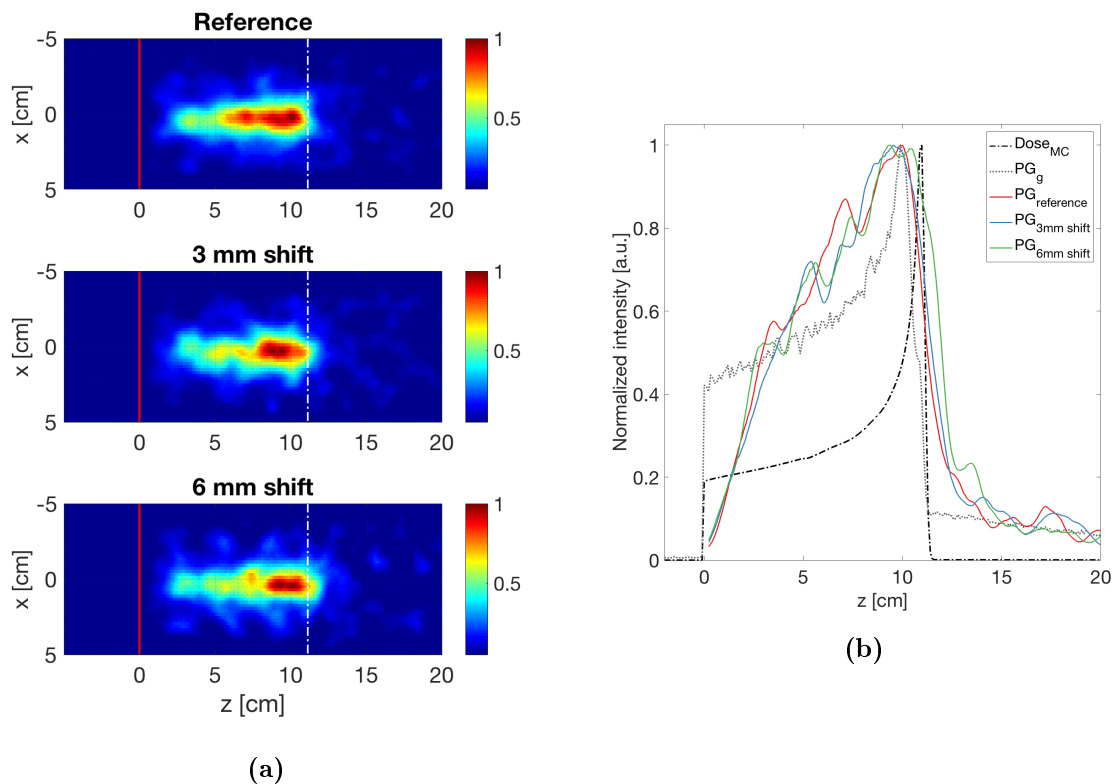 Reference
-5
0
5
x [cm]
0 5 10 15 20
1
0.5
3 mm shift
-5
0
5
x [cm]
0 5 10 15 20
1
0.5
6 mm shift
-5
0
5
x [cm]
0 5 10 15 20
z [cm]
1
0.5
(a)
1
0.8
0.6
0.4
0.2
0
Normalized intensity [a.u.]
0 5 10 15 20
z [cm]
Dose_MC
PG_g
PG_reference
PG_3mm shift
PG_6mm shift
(b)